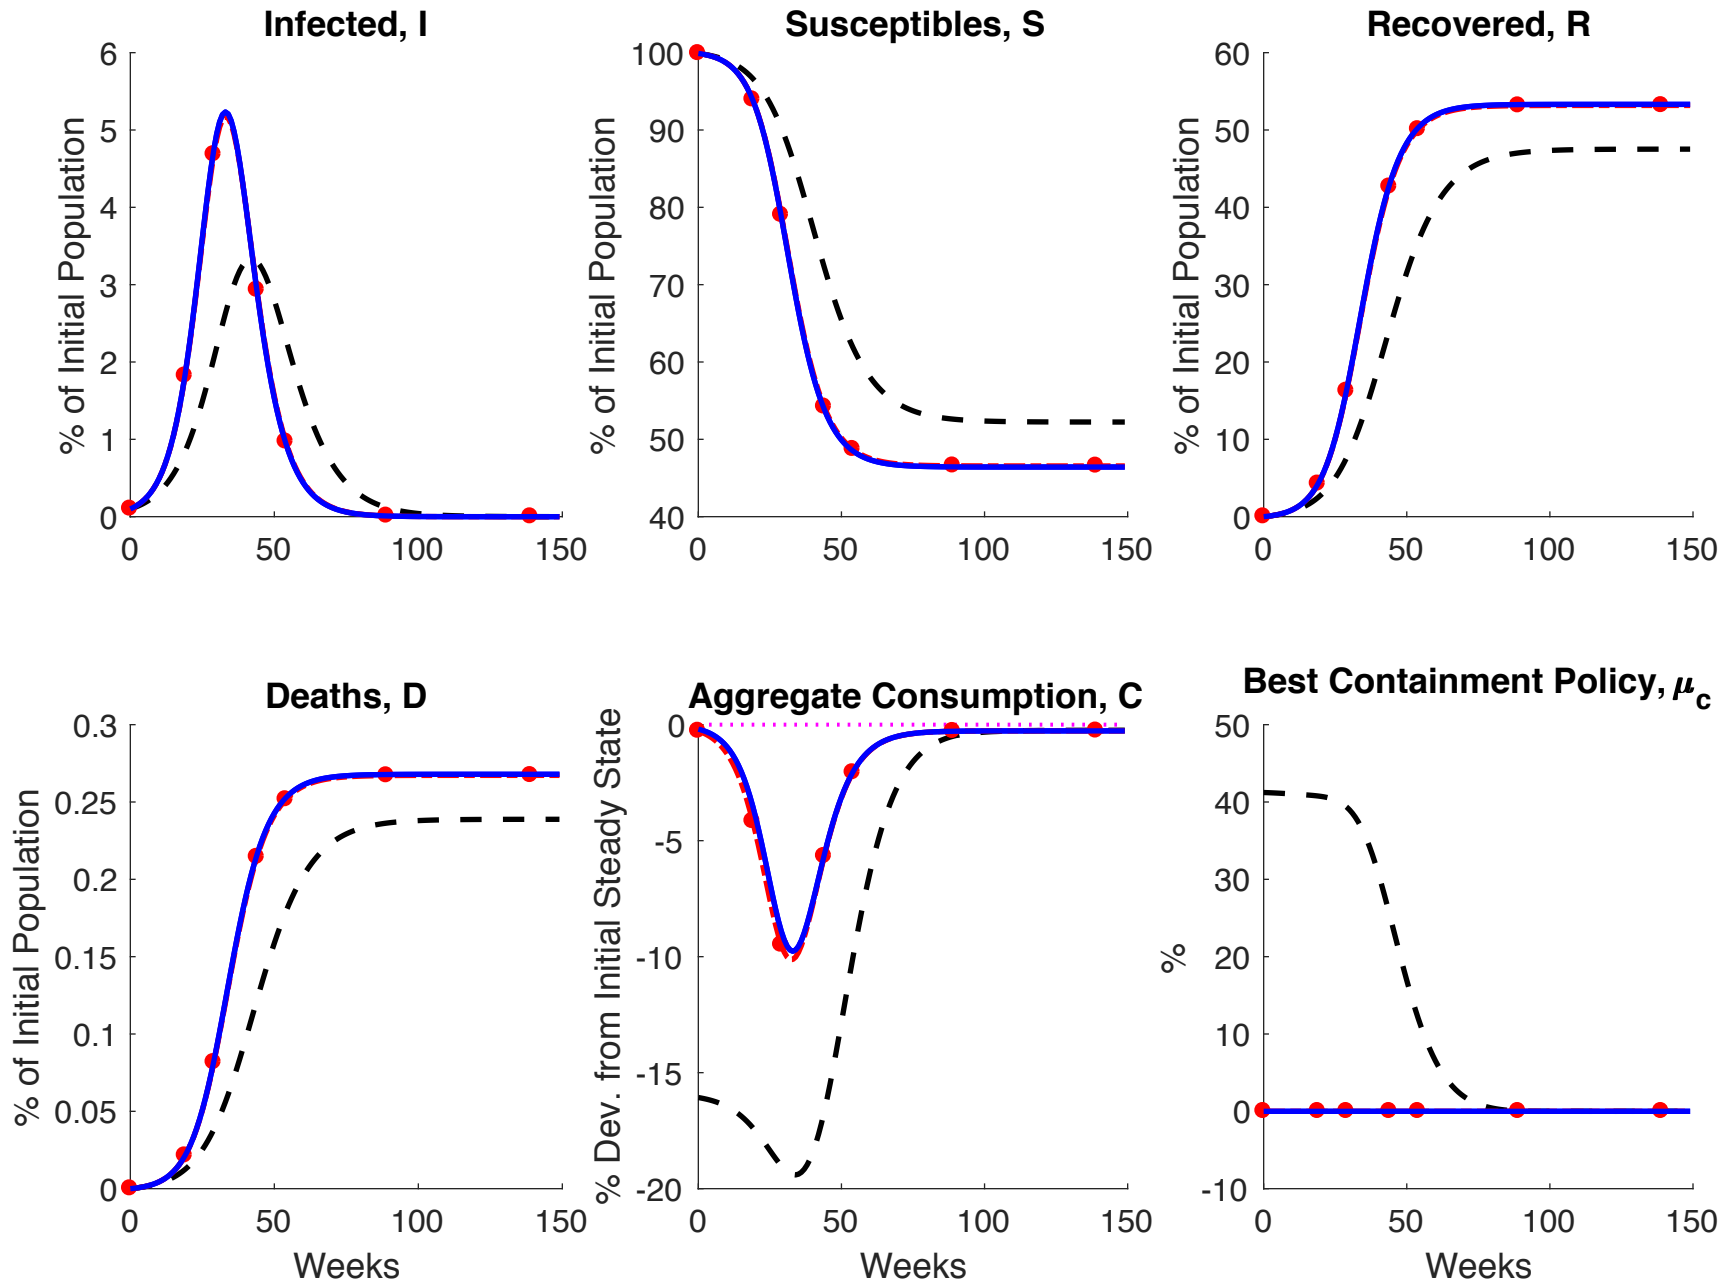 Infected, I
% of Initial Population
6
5
4
3
2
1
0
0 50 100 150
Susceptibles, S
% of Initial Population
100
90
80
70
60
50
40
0 50 100 150
Recovered, R
% of Initial Population
60
50
40
30
20
10
0
0 50 100 150
Deaths, D
% of Initial Population
0.3
0.25
0.2
0.15
0.1
0.05
0
0 50 100 150
Weeks
Aggregate Consumption, C
% Dev. from Initial Steady State
0
-5
-10
-15
-20
0 50 100 150
Weeks
Best Containment Policy, μc
%
50
40
30
20
10
0
-10
0 50 100 150
Weeks